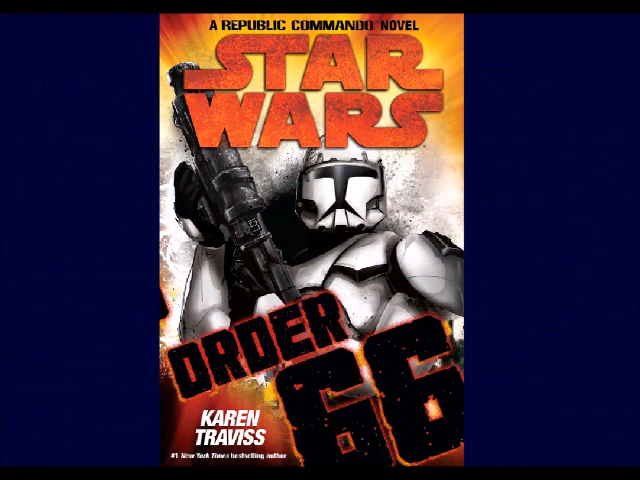 A REPUBLIC COMMANDO NOVEL
STAR
WARS
ORDER
66
KAREN
TRAVISS
#1 New York Times bestselling author